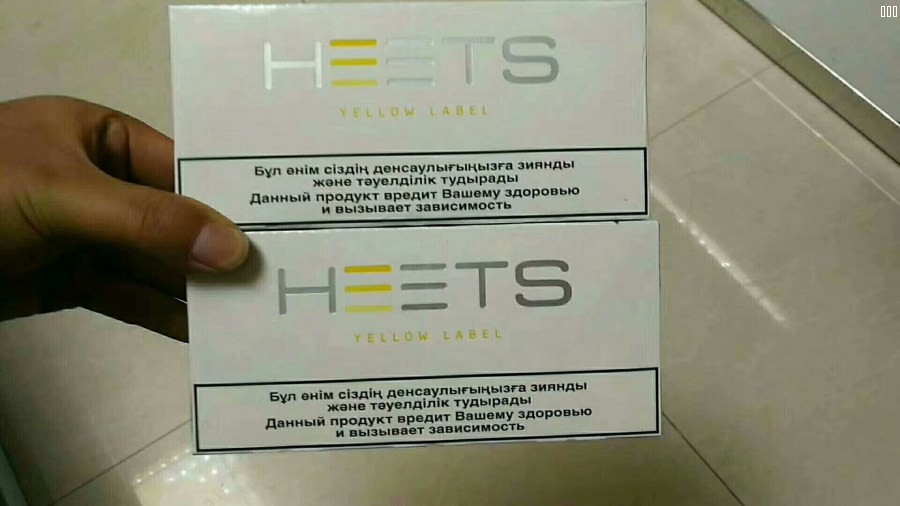 HEETS
YELLOW LABEL
Бұл өнім сіздің денсаулығыңызға зиянды
және тәуелділік тудырады
Данный продукт вредит Вашему здоровью
и вызывает зависимость
HEETS
YELLOW LABEL
Бұл өнім сіздің денсаулығыңызға зиянды
және тәуелділік тудырады
Данный продукт вредит Вашему здоровью
и вызывает зависимость